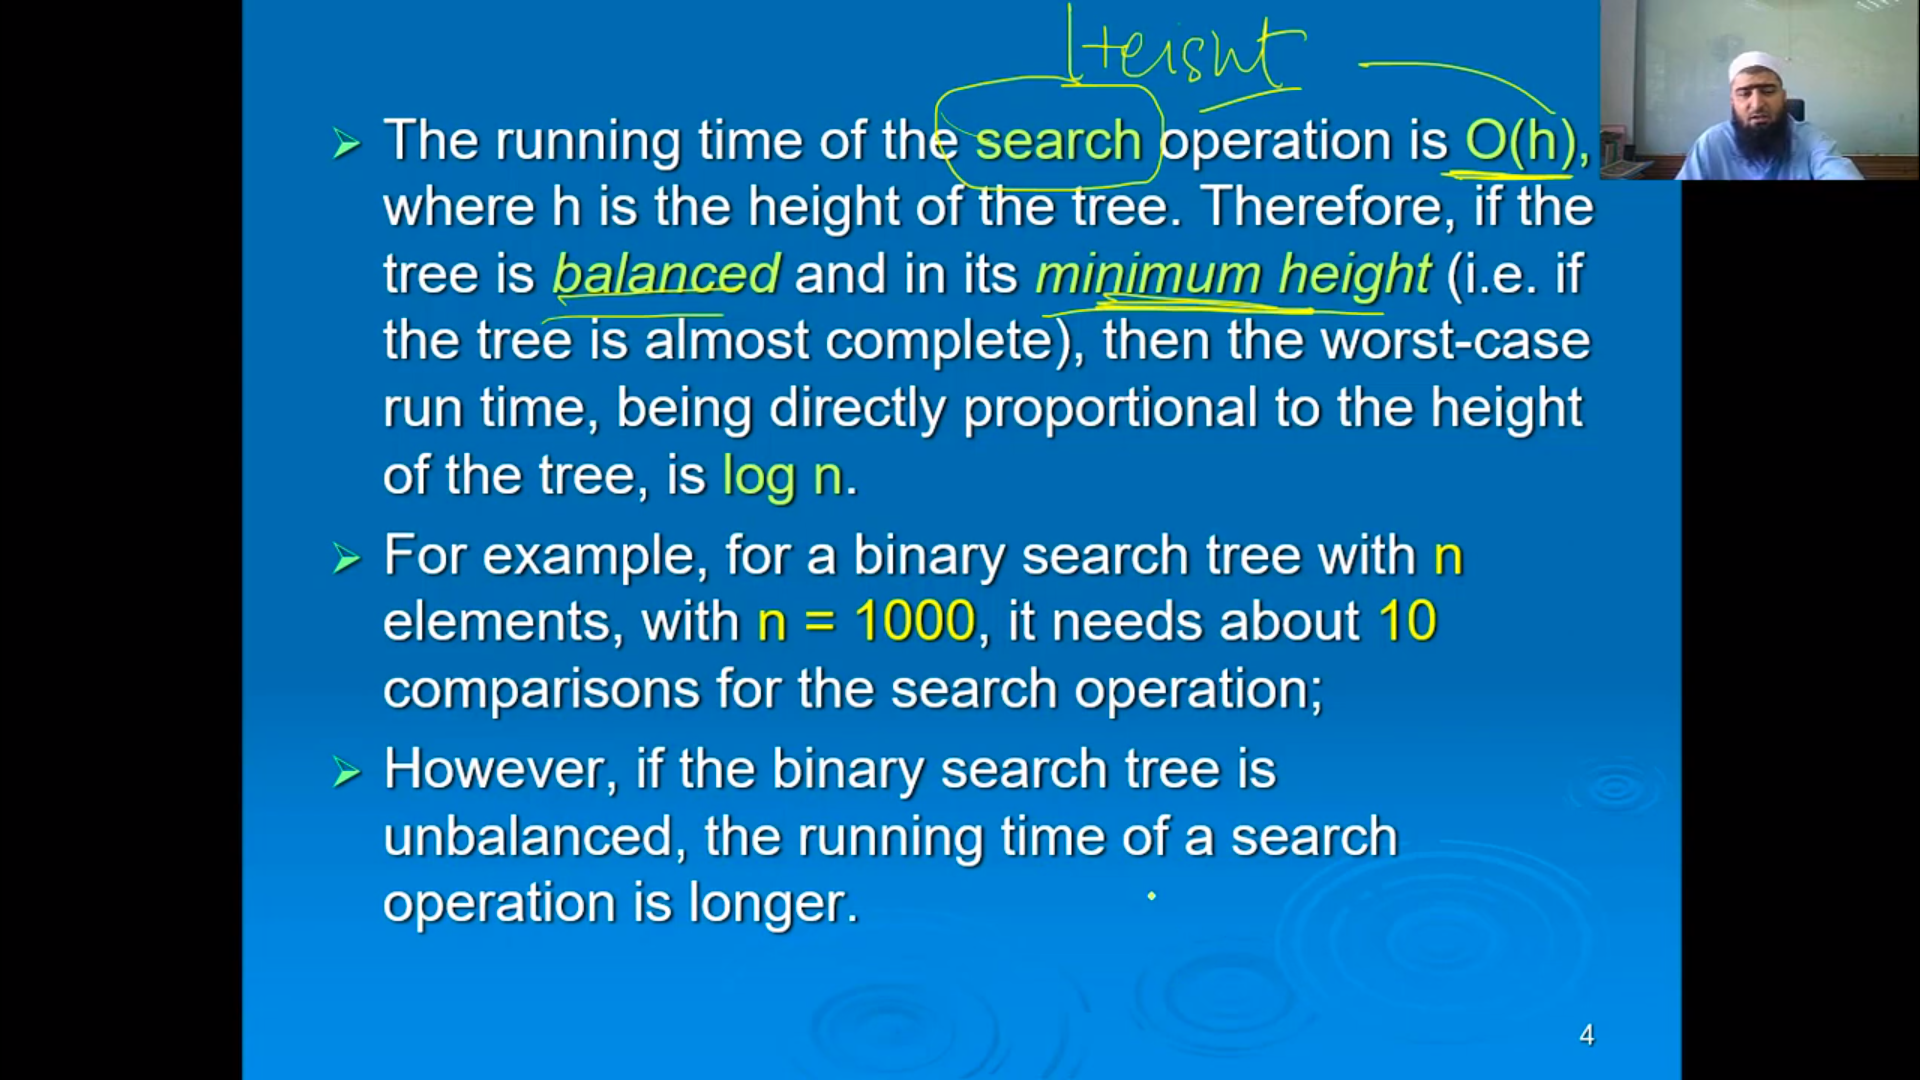 Height
The running time of the search operation is O(h),
where h is the height of the tree. Therefore, if the
tree is balanced and in its minimum height (i.e. if
the tree is almost complete), then the worst-case
run time, being directly proportional to the height
of the tree, is log n.
For example, for a binary search tree with n
elements, with n = 1000, it needs about 10
comparisons for the search operation;
However, if the binary search tree is
unbalanced, the running time of a search
operation is longer.
4